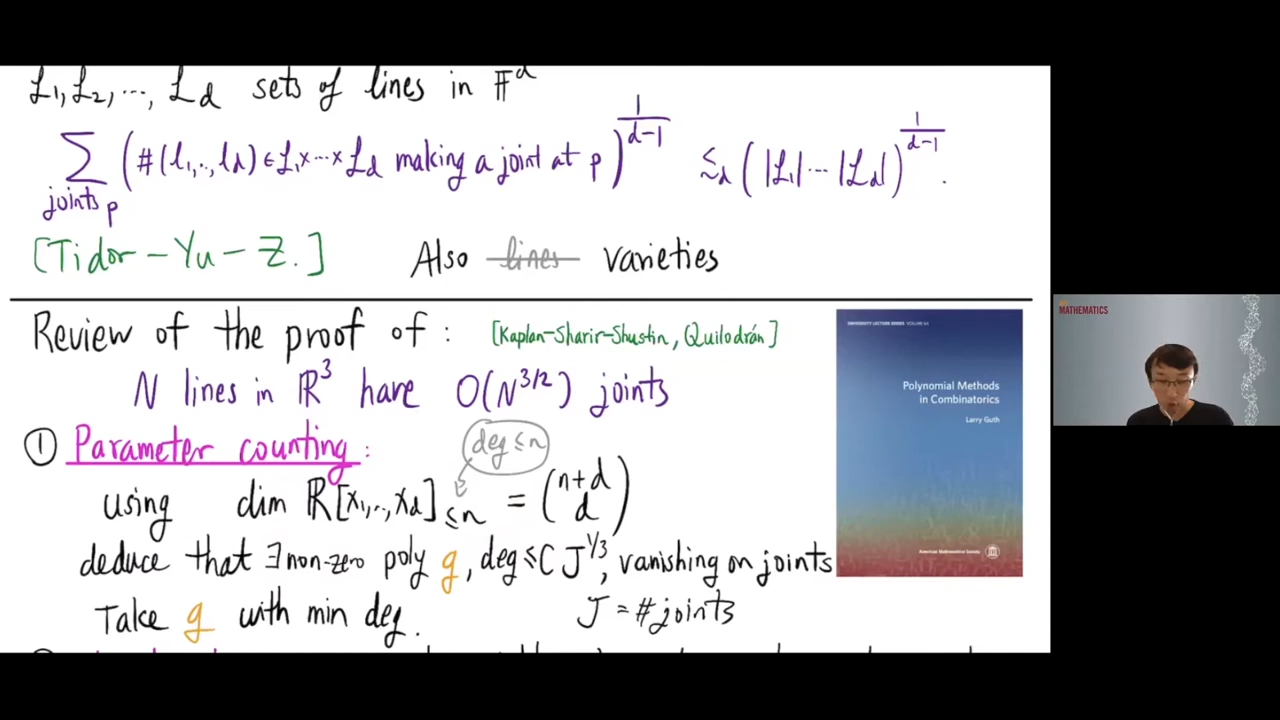 ℒ₁, ℒ₂, ..., ℒ_d sets of lines in 𝔽^d
∑_{joints p} (#(l₁,..,l_d) ∈ ℒ₁×···×ℒ_d making a joint at p)^{1/(d-1)} ≲_d (|ℒ₁|···|ℒ_d|)^{1/(d-1)}.
[Tidor-Yu-Z.] Also lines varieties
Review of the proof of: [Kaplan-Sharir-Shustin, Quilodrán]
N lines in ℝ³ have O(N^{3/2}) joints
① Parameter counting:
deg ≤ n
using dim ℝ[x₁,..,x_d]_{≤n} = (n+d d)
deduce that ∃ non-zero poly g, deg ≤ C J^{1/3}, vanishing on joints
Take g with min deg. J = # joints
UNIVERSITY LECTURE SERIES VOLUME 64
Polynomial Methods
in Combinatorics
Larry Guth
American Mathematical Society
MATHEMATICS